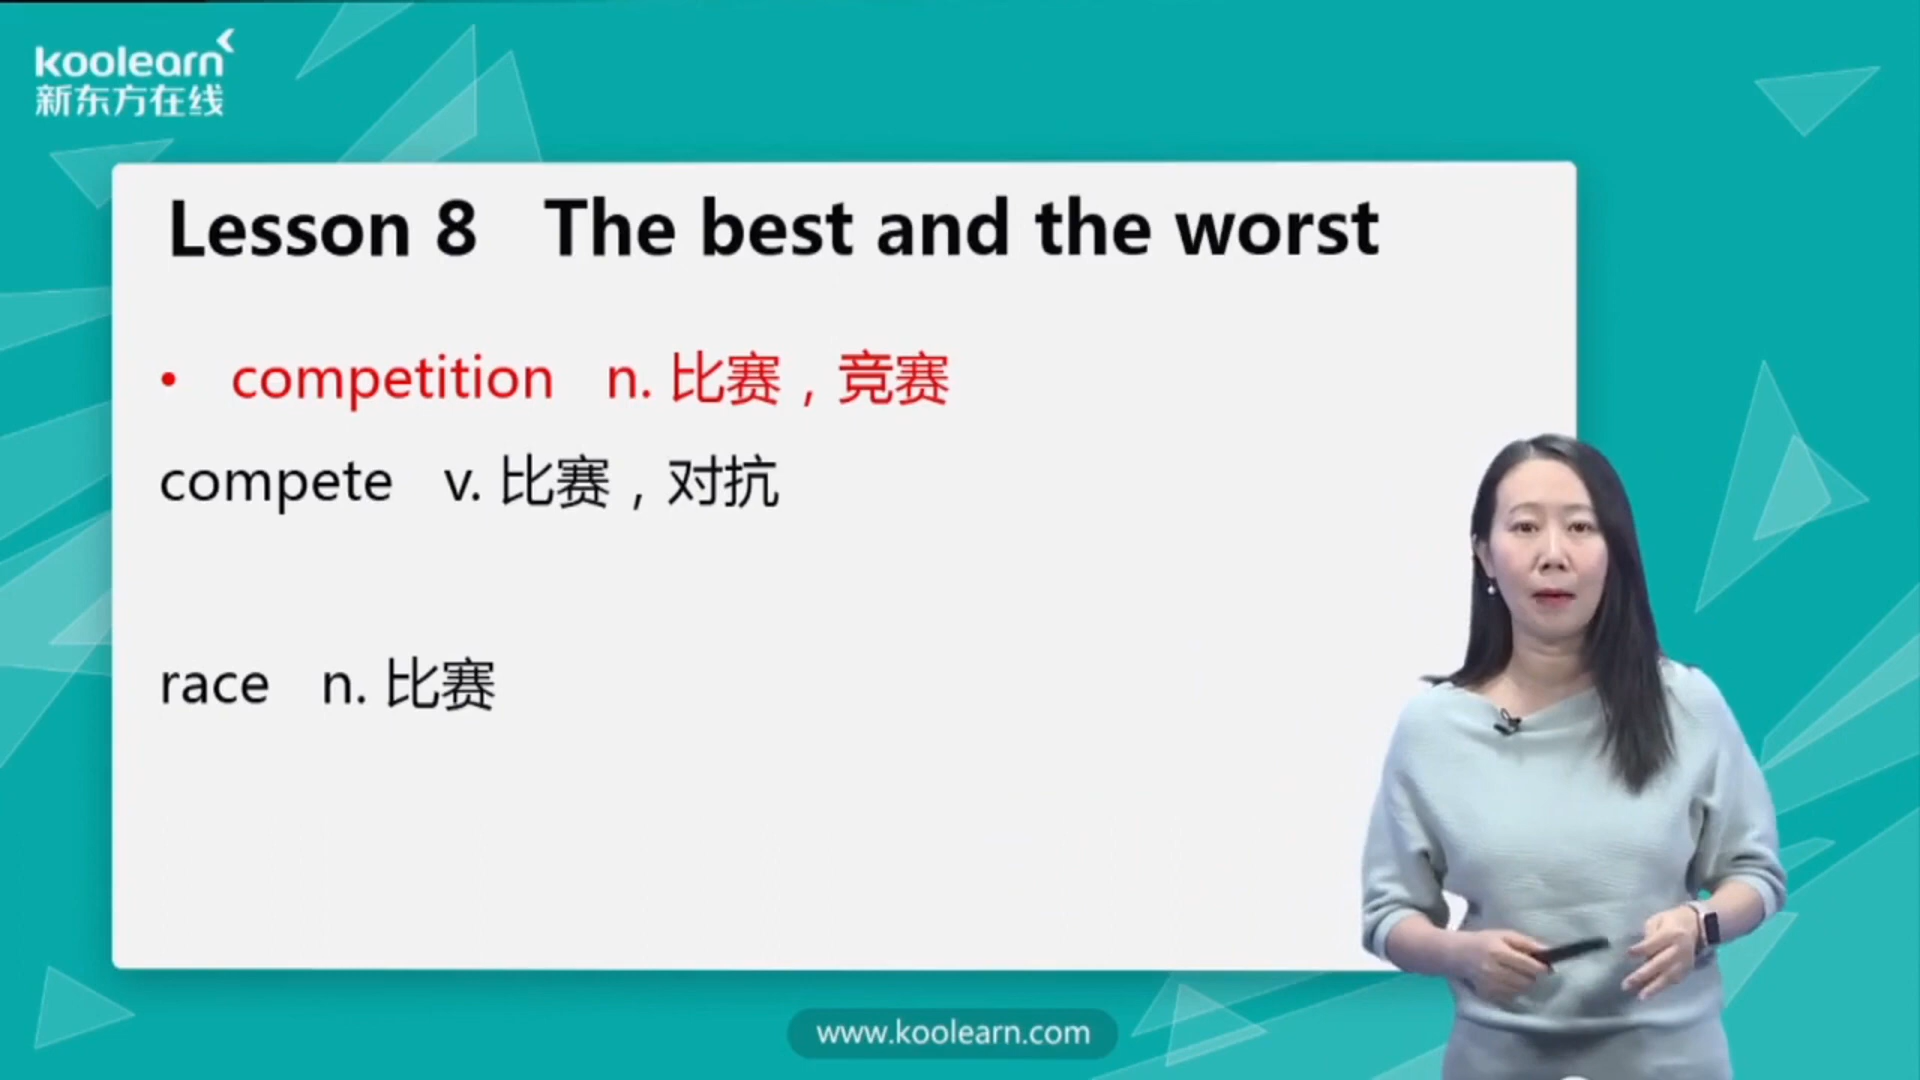 koolearn
新东方在线
Lesson 8 The best and the worst
• competition n. 比赛，竞赛
compete v. 比赛，对抗
race n. 比赛
www.koolearn.com